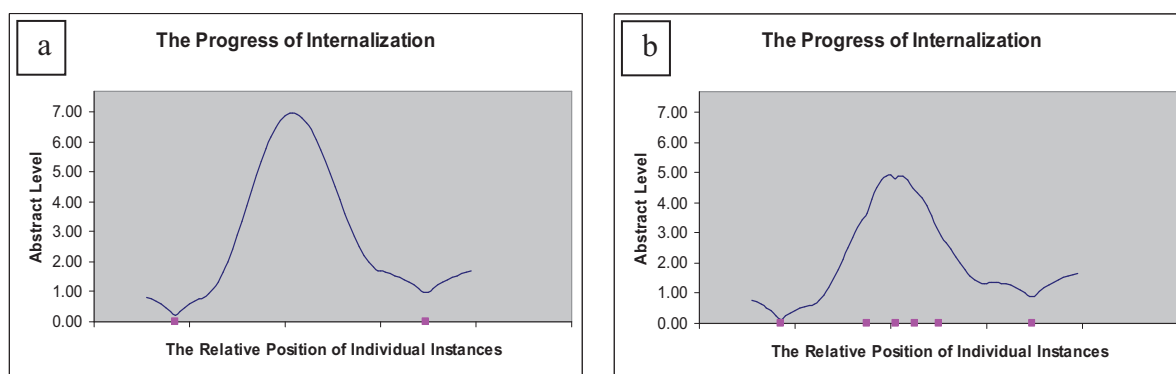 a
The Progress of Internalization
Abstract Level
7.00
6.00
5.00
4.00
3.00
2.00
1.00
0.00
The Relative Position of Individual Instances
b
The Progress of Internalization
Abstract Level
7.00
6.00
5.00
4.00
3.00
2.00
1.00
0.00
The Relative Position of Individual Instances